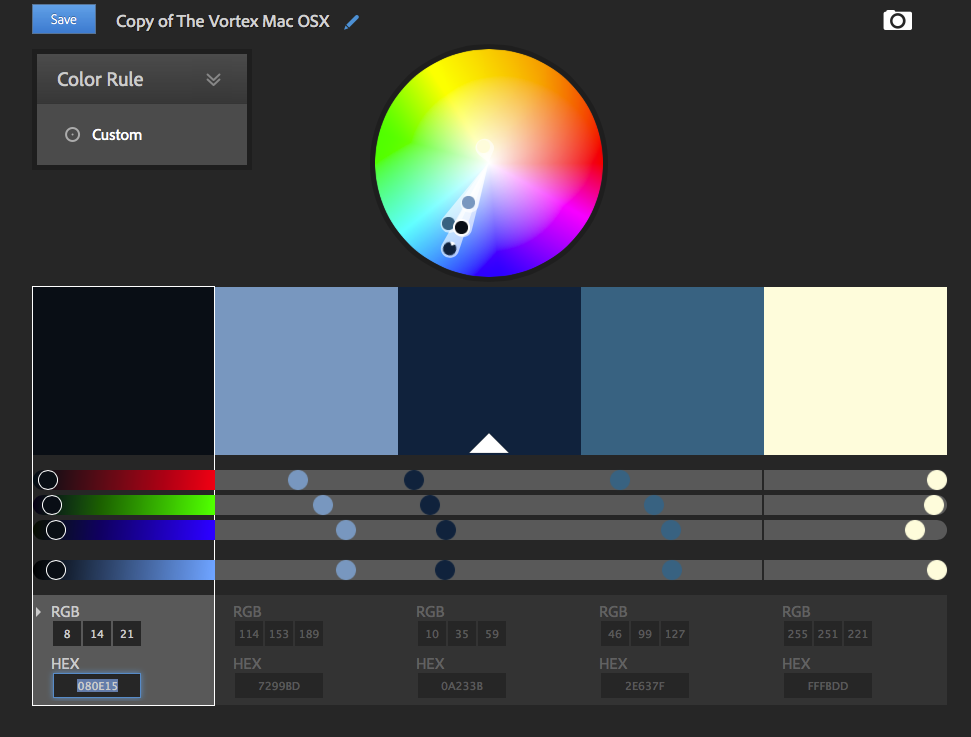 Save Copy of The Vortex Mac OSX
Color Rule
Custom
RGB RGB RGB RGB RGB
8 14 21 114 153 189 10 35 59 46 99 127 255 251 221
HEX HEX HEX HEX HEX
080E15 7299BD 0A233B 2E637F FFFBDD